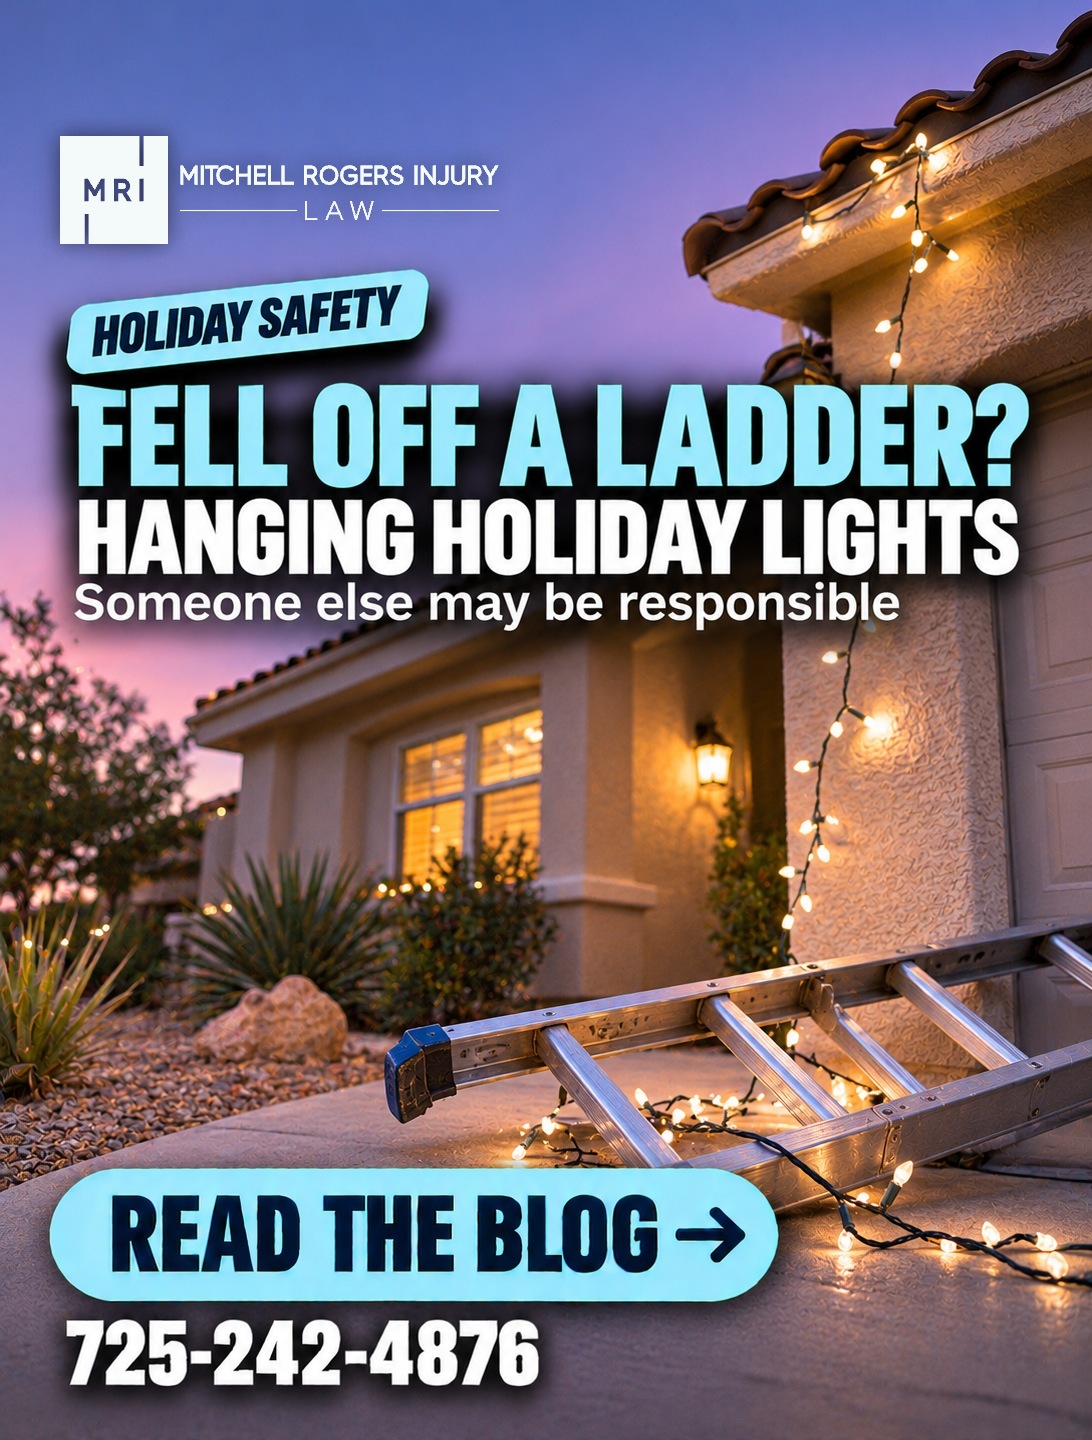 MRI
MITCHELL ROGERS INJURY
LAW
HOLIDAY SAFETY
FELL OFF A LADDER?
HANGING HOLIDAY LIGHTS
Someone else may be responsible
READ THE BLOG →
725-242-4876